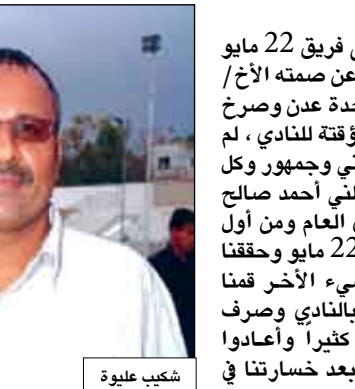 فريق 22 مايو
عن صمته الأخ/
حدة عدن وصرخ
ؤقتة للنادي ، لم
ني وجمهور وكل
لني أحمد صالح
العام ومن أول
22 مايو وحققنا
يء الأخر قمنا
بالنادي وصرف
كثيراً وأعادوا
بعد خسارتنا في
شكيب عليوة